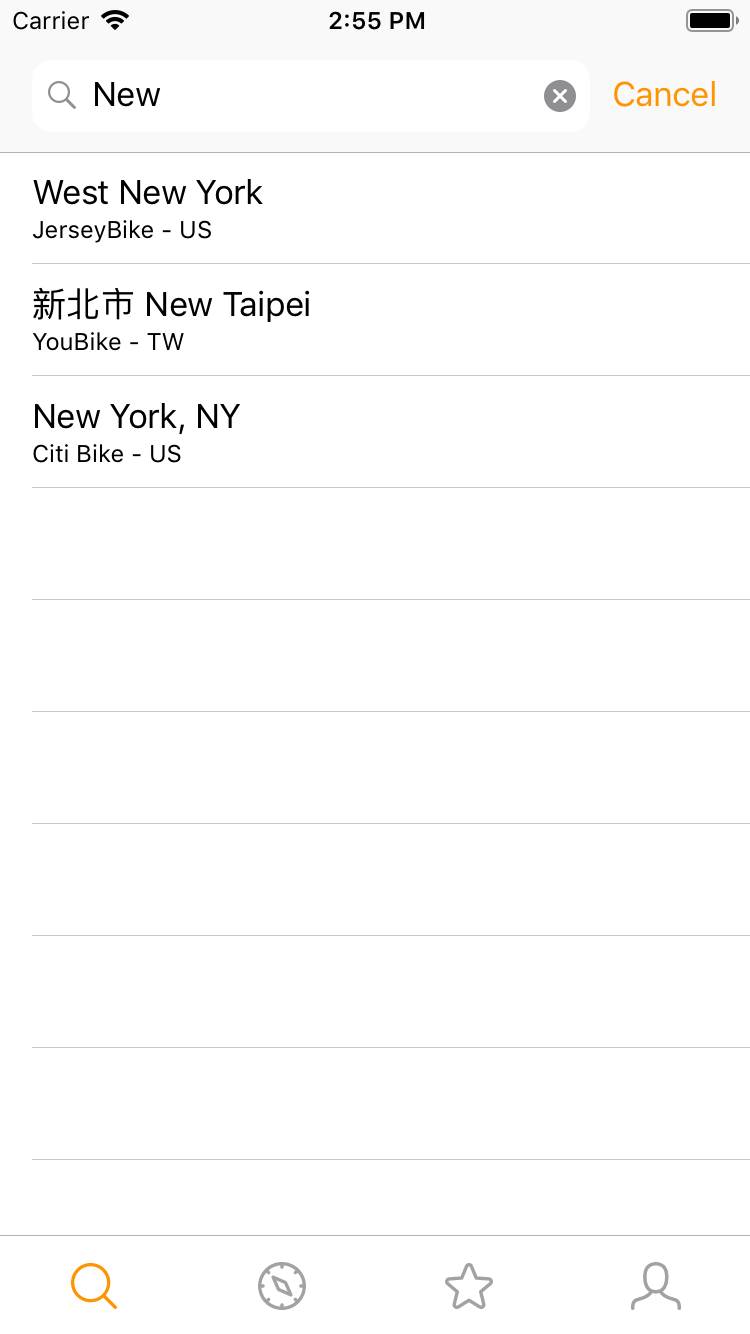 Carrier 2:55 PM
New Cancel
West New York
JerseyBike - US
新北市 New Taipei
YouBike - TW
New York, NY
Citi Bike - US